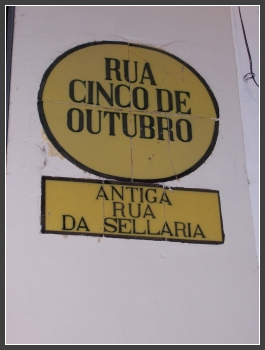 RUA
CINCO DE
OUTUBRO
ANTIGA
RUA
DA SELLARIA